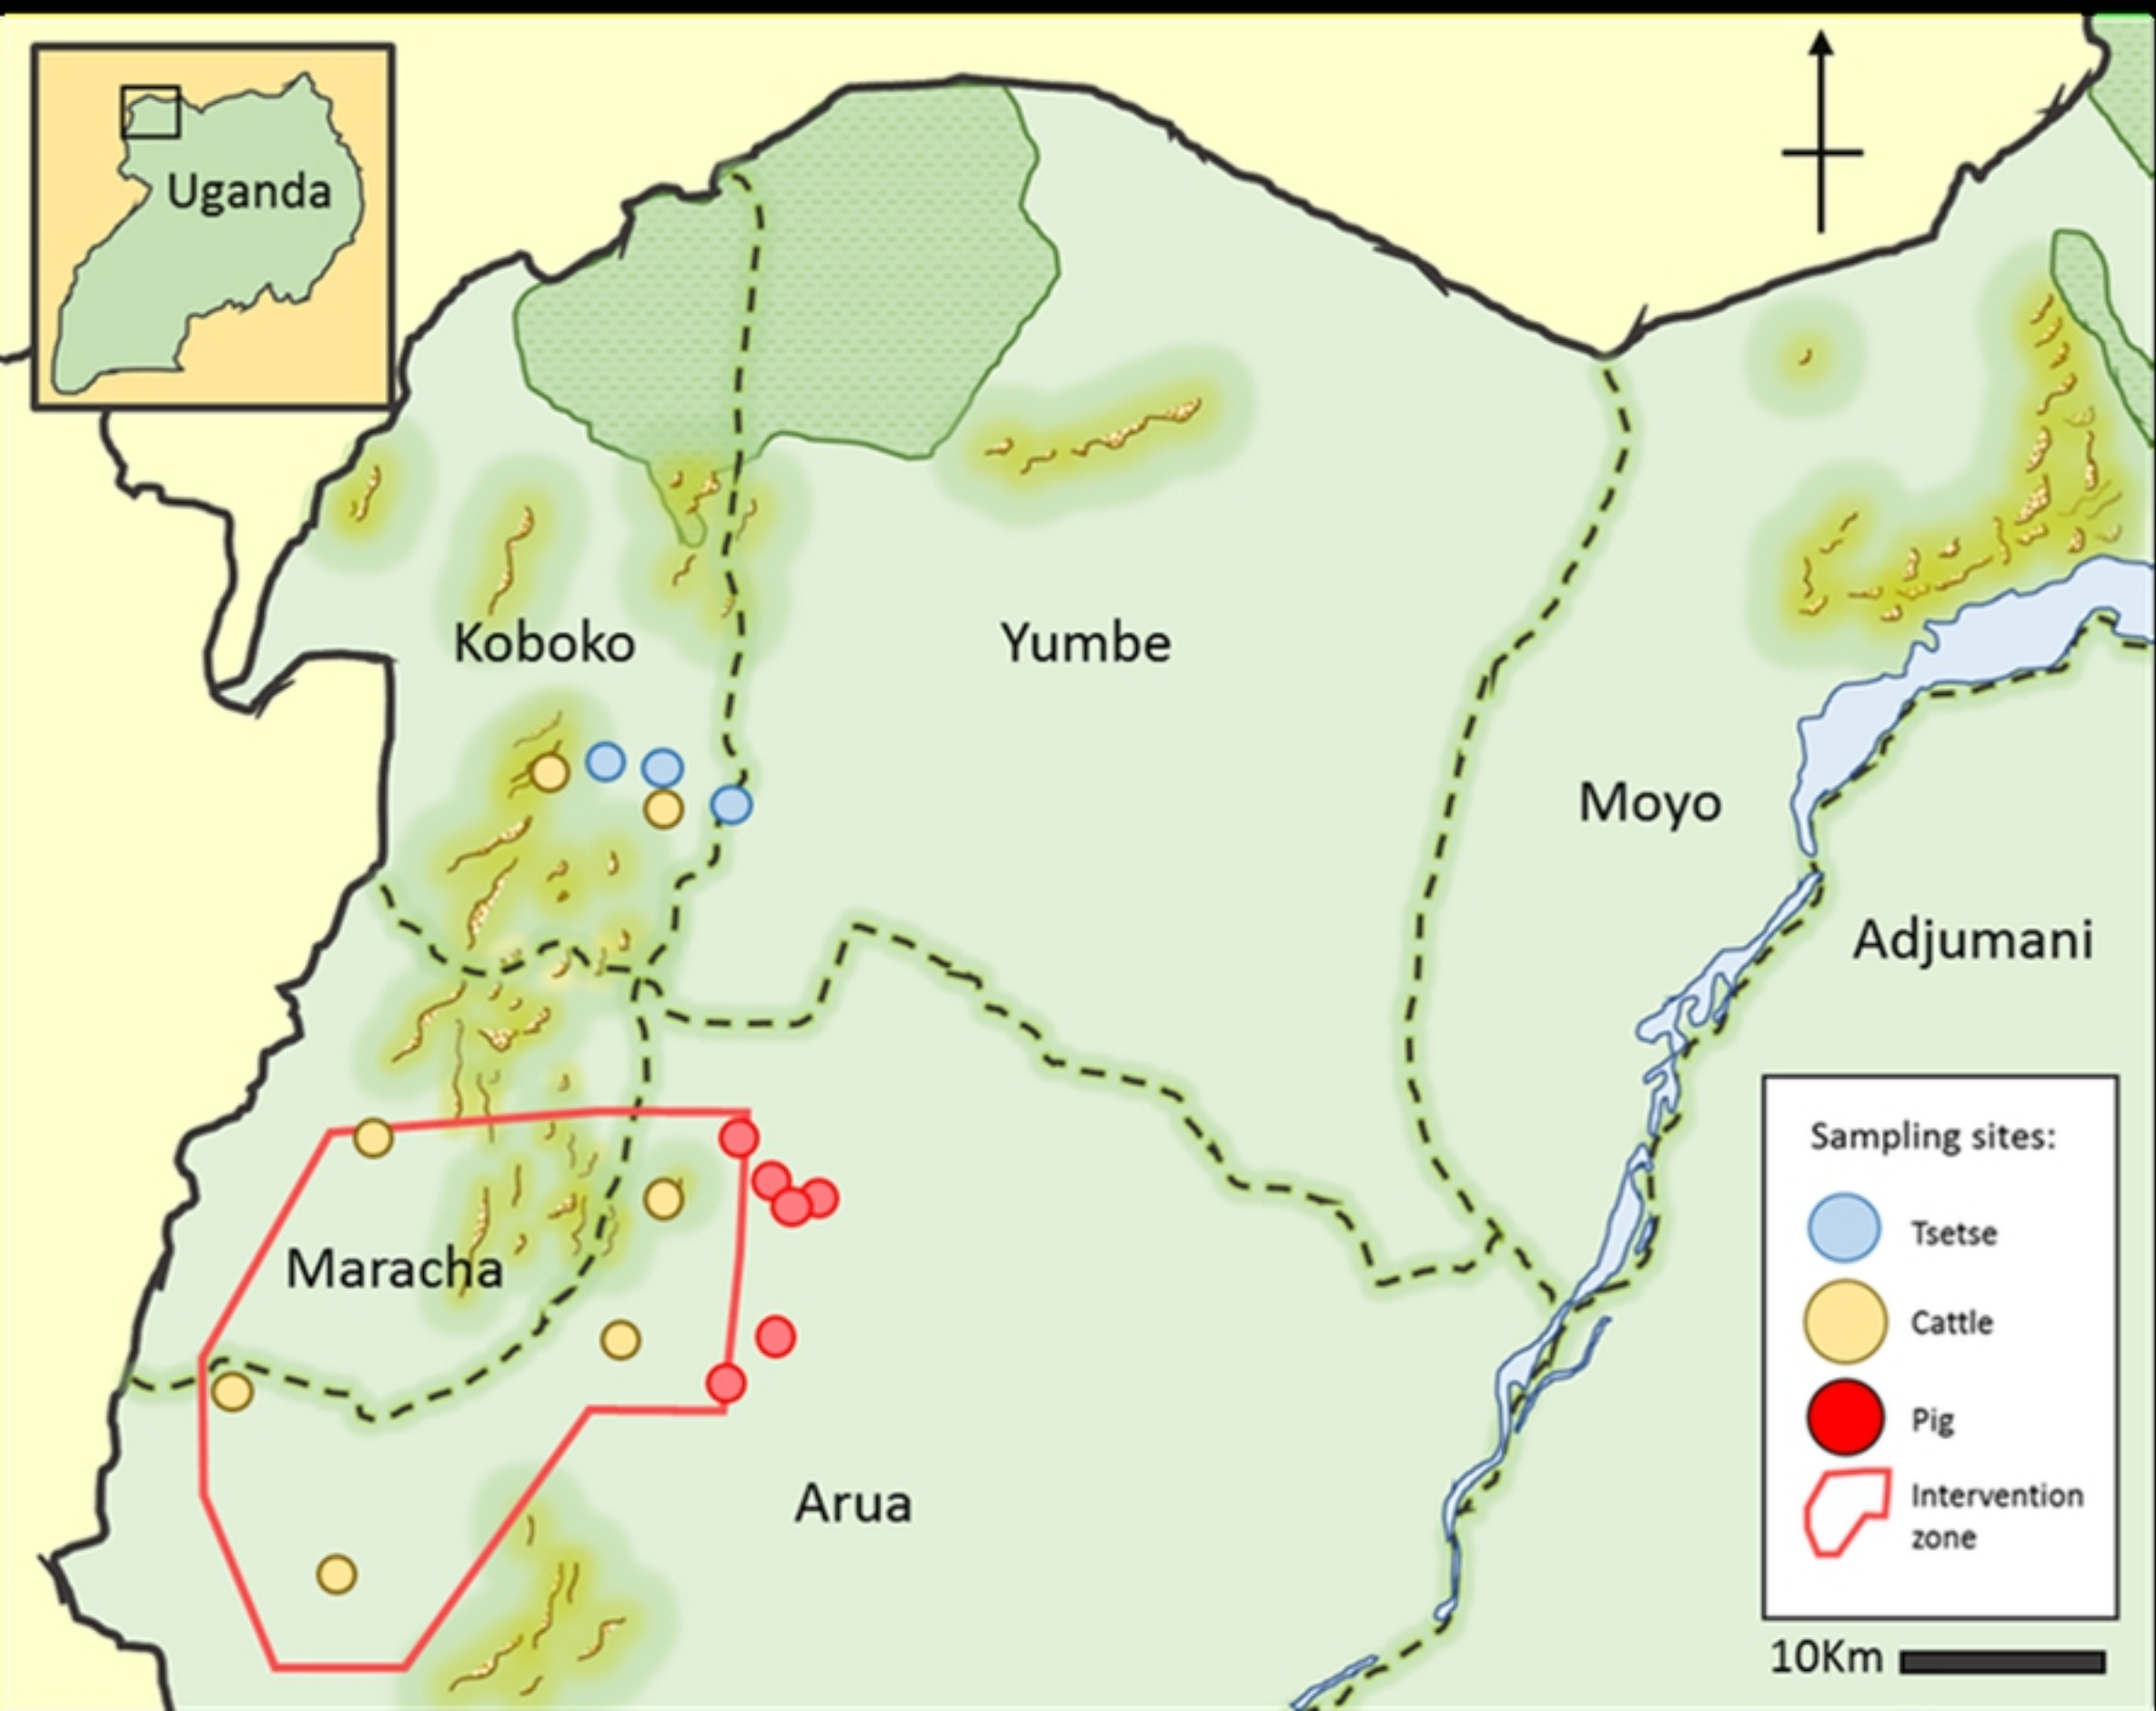 Uganda
Koboko
Yumbe
Moyo
Adjumani
Maracha
Arua
Sampling sites:
Tsetse
Cattle
Pig
Intervention
zone
10Km